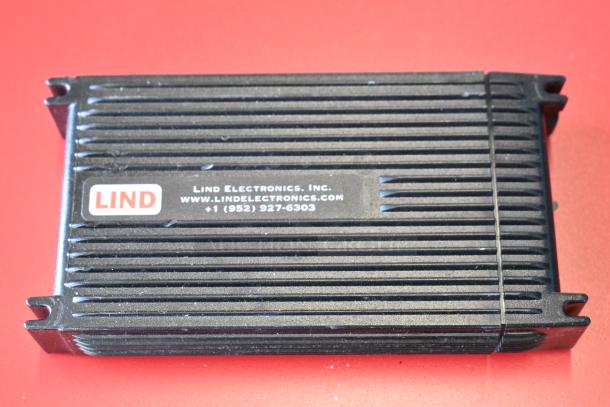 LIND
LIND ELECTRONICS, INC.
WWW.LINDELECTRONICS.COM
+1 (952) 927-6303